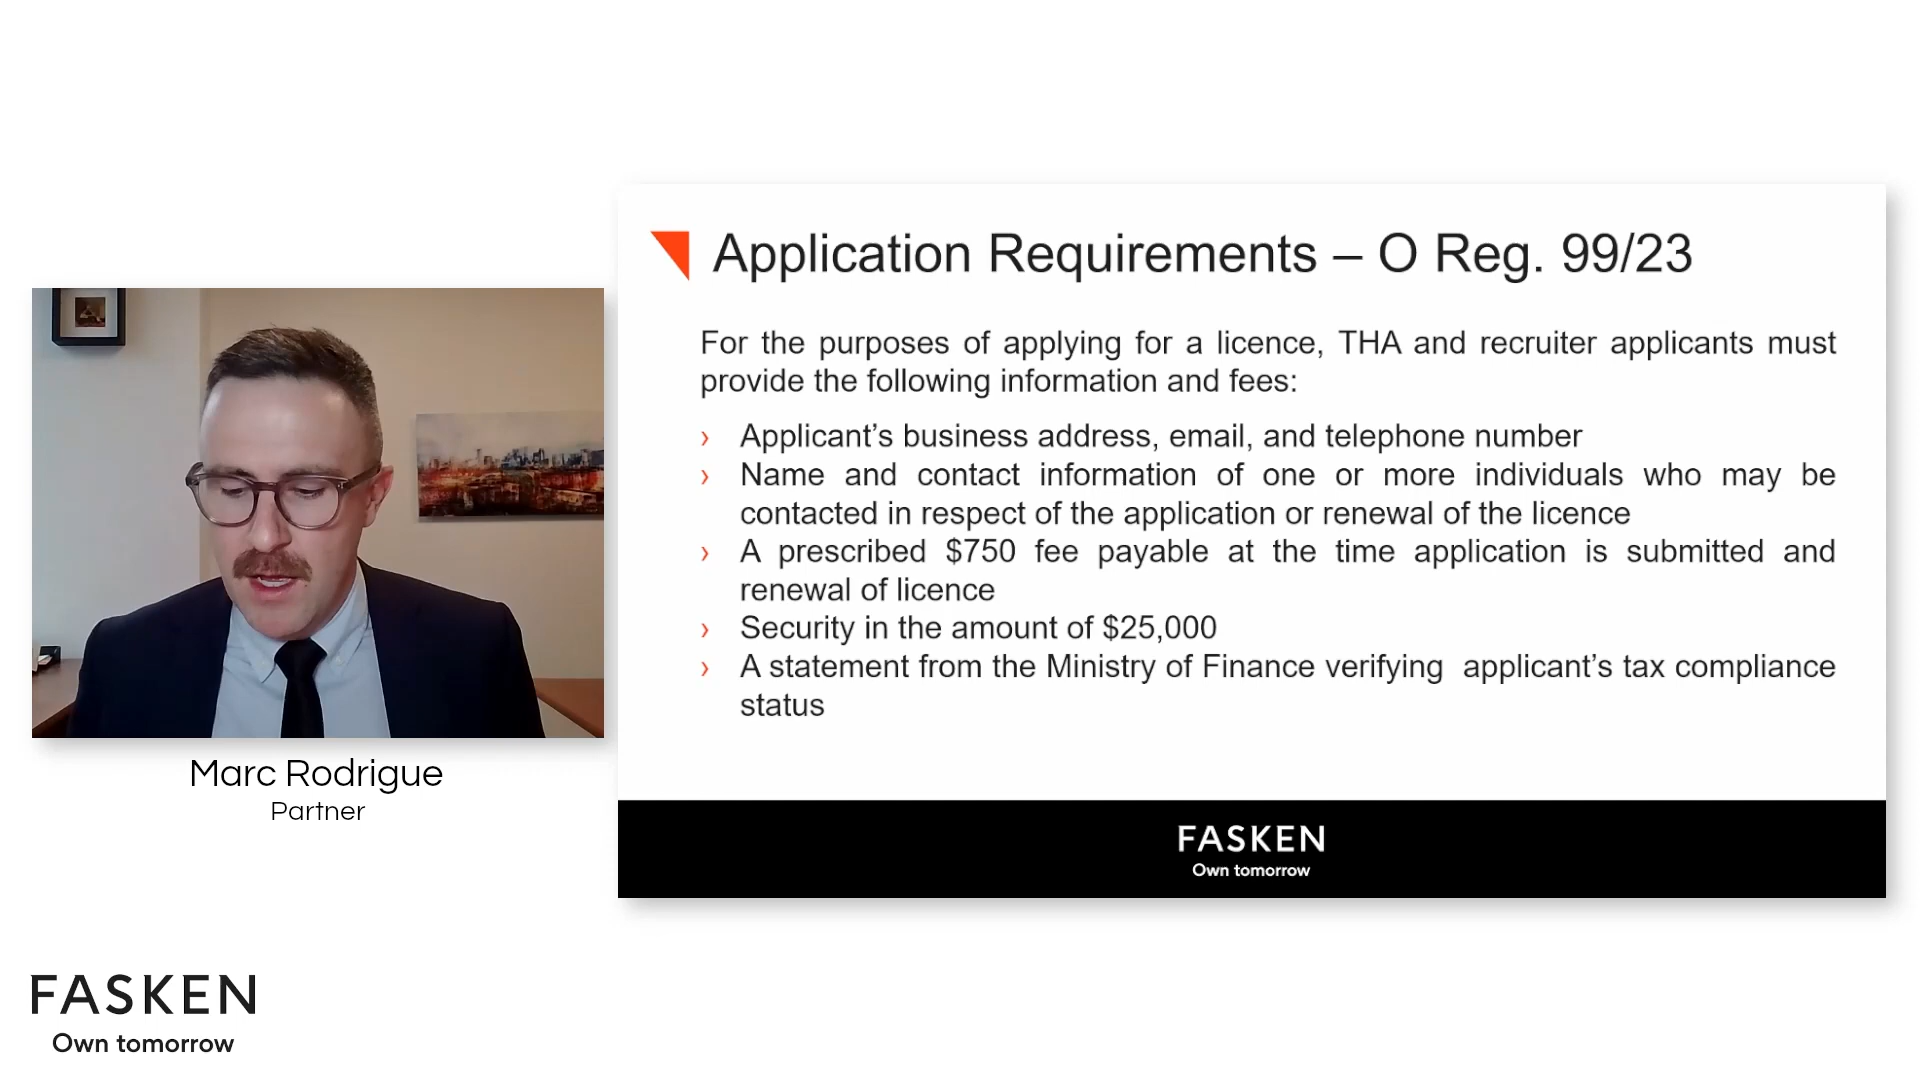 Application Requirements – O Reg. 99/23
For the purposes of applying for a licence, THA and recruiter applicants must
provide the following information and fees:
› Applicant’s business address, email, and telephone number
› Name and contact information of one or more individuals who may be
contacted in respect of the application or renewal of the licence
› A prescribed $750 fee payable at the time application is submitted and
renewal of licence
› Security in the amount of $25,000
› A statement from the Ministry of Finance verifying  applicant’s tax compliance
status
Marc Rodrigue
Partner
FASKEN
Own tomorrow
FASKEN
Own tomorrow